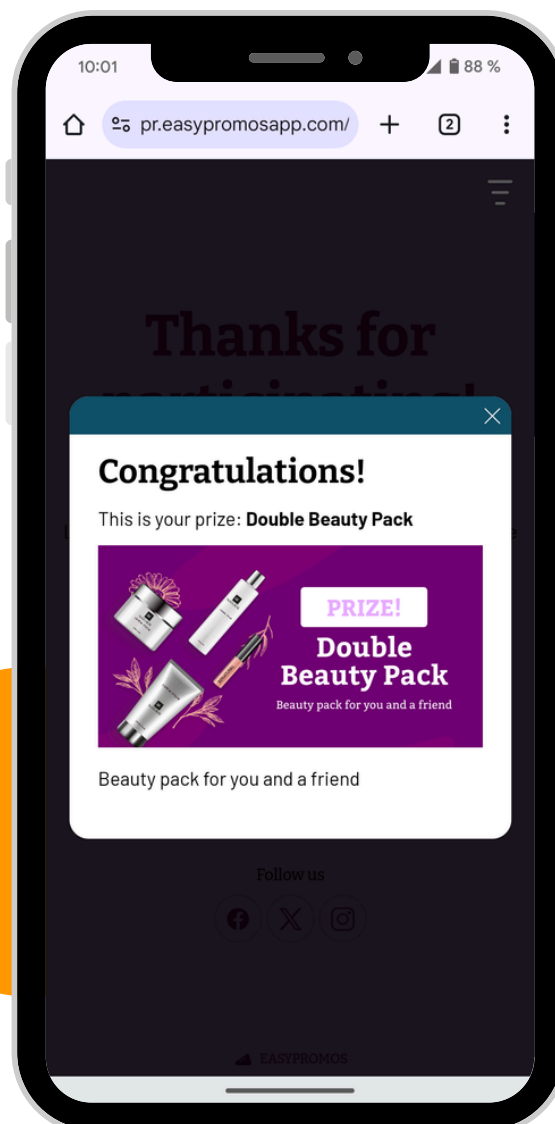 10:01
88 %
pr.easypromosapp.com/
2
Thanks for
participating!
Congratulations!
This is your prize: Double Beauty Pack
PRIZE!
Double
Beauty Pack
Beauty pack for you and a friend
Beauty pack for you and a friend
Follow us
EASYPROMOS